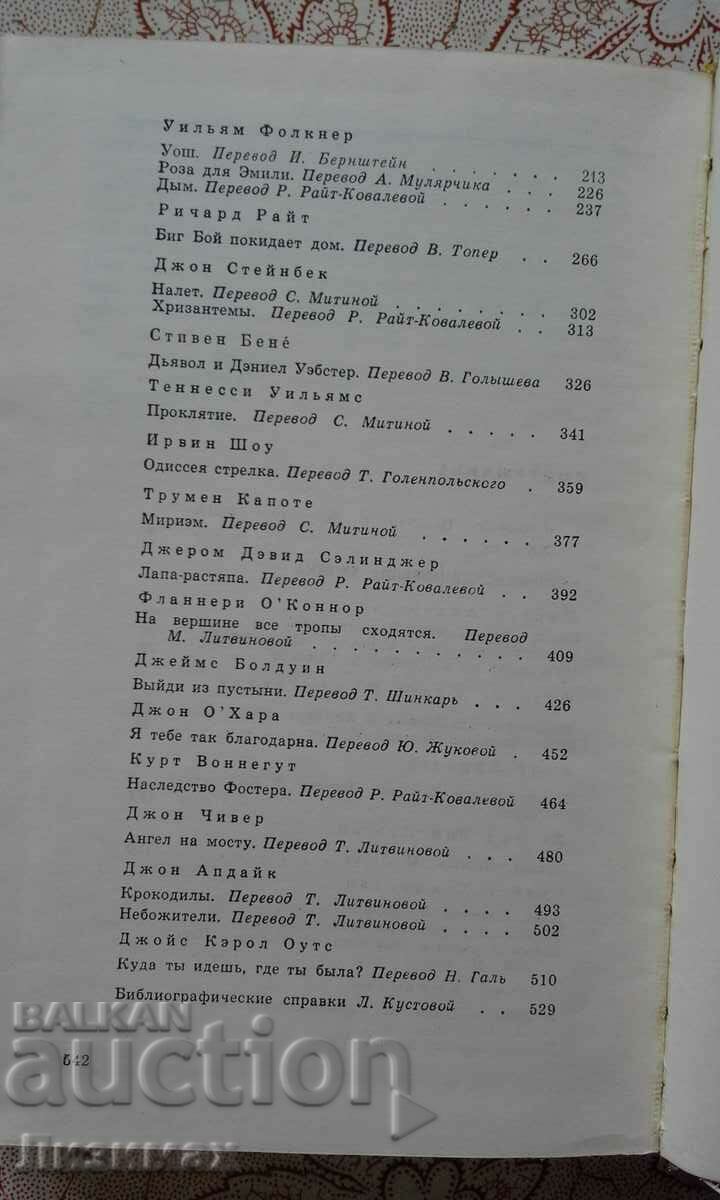 Уильям Фолкнер
Уош. Перевод И. Бернштейн . . . . . . . 213
Роза для Эмили. Перевод А. Мулярчика . . . 226
Дым. Перевод Р. Райт-Ковалевой . . . . . . 237
Ричард Райт
Биг Бой покидает дом. Перевод В. Топер . . 266
Джон Стейнбек
Налет. Перевод С. Митиной . . . . . . . . 302
Хризантемы. Перевод Р. Райт-Ковалевой . . . 313
Стивен Бене́
Дьявол и Дэниел Уэбстер. Перевод В. Голышева 326
Теннесси Уильямс
Проклятие. Перевод С. Митиной . . . . . 341
Ирвин Шоу
Одиссея стрелка. Перевод Т. Голенпольского . 359
Трумен Капоте
Мириэм. Перевод С. Митиной . . . . . . 377
Джером Дэвид Сэлинджер
Лапа-растяпа. Перевод Р. Райт-Ковалевой . . 392
Фланнери О'Коннор
На вершине все тропы сходятся. Перевод
М. Литвиновой . . . . . . . . . . . 409
Джеймс Болдуин
Выйди из пустыни. Перевод Т. Шинкарь . . . 426
Джон О'Хара
Я тебе так благодарна. Перевод Ю. Жуковой . 452
Курт Воннегут
Наследство Фостера. Перевод Р. Райт-Ковалевой 464
Джон Чивер
Ангел на мосту. Перевод Т. Литвиновой . . . 480
Джон Апдайк
Крокодилы. Перевод Т. Литвиновой . . . . 493
Небожители. Перевод Т. Литвиновой . . . . 502
Джойс Кэрол Оутс
Куда ты идешь, где ты была? Перевод Н. Галь 510
Библиографические справки Л. Кустовой . . 529
542
BALKAN
auction
Лизимах